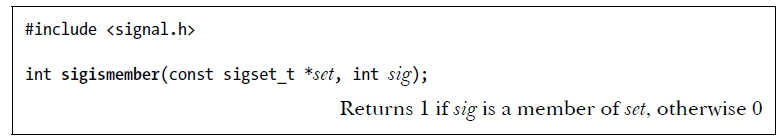 #include <signal.h>
int sigismember(const sigset_t *set, int sig);
Returns 1 if sig is a member of set, otherwise 0